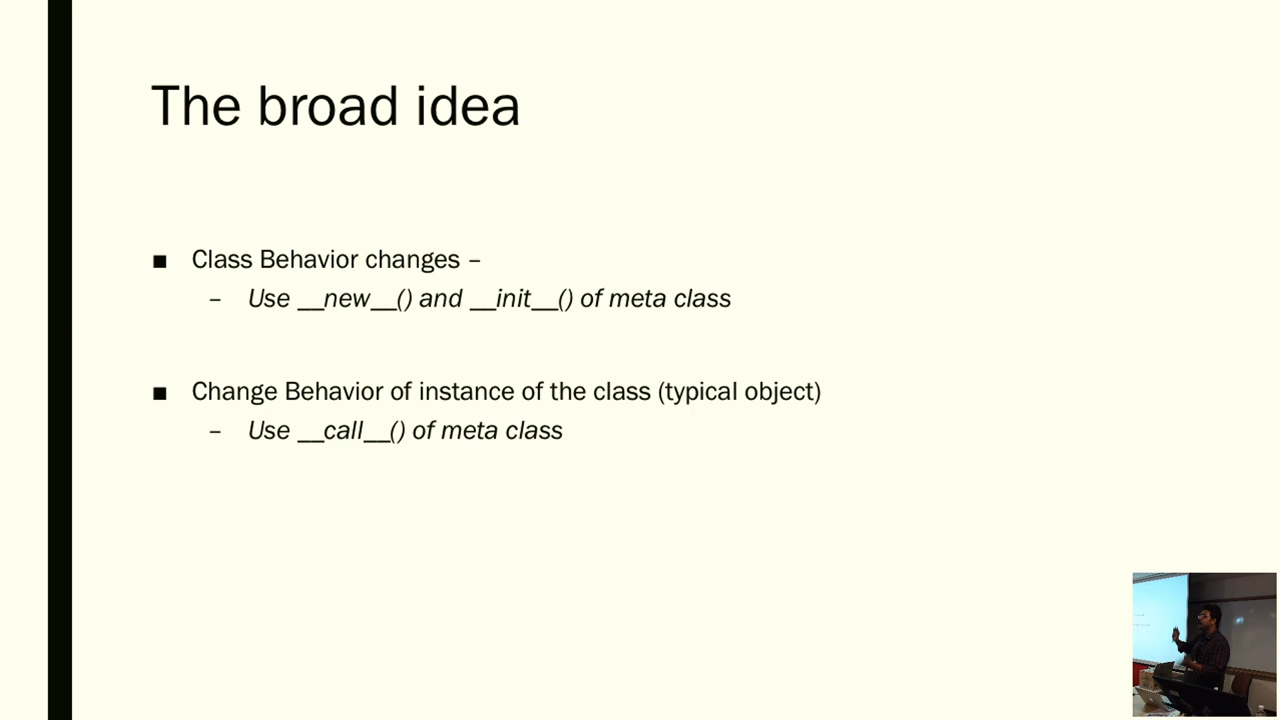 The broad idea
■ Class Behavior changes –
– Use __new__() and __init__() of meta class
■ Change Behavior of instance of the class (typical object)
– Use __call__() of meta class